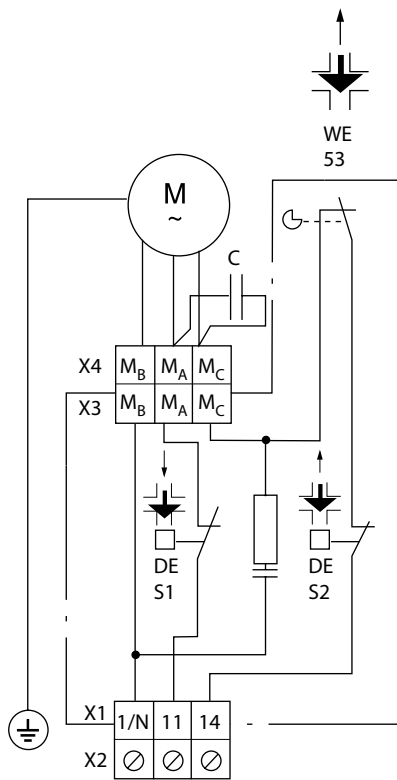 WE
53
M
~
C
X4 M_B M_A M_C
X3 M_B M_A M_C
DE
S1
DE
S2
X1 1/N 11 14
X2